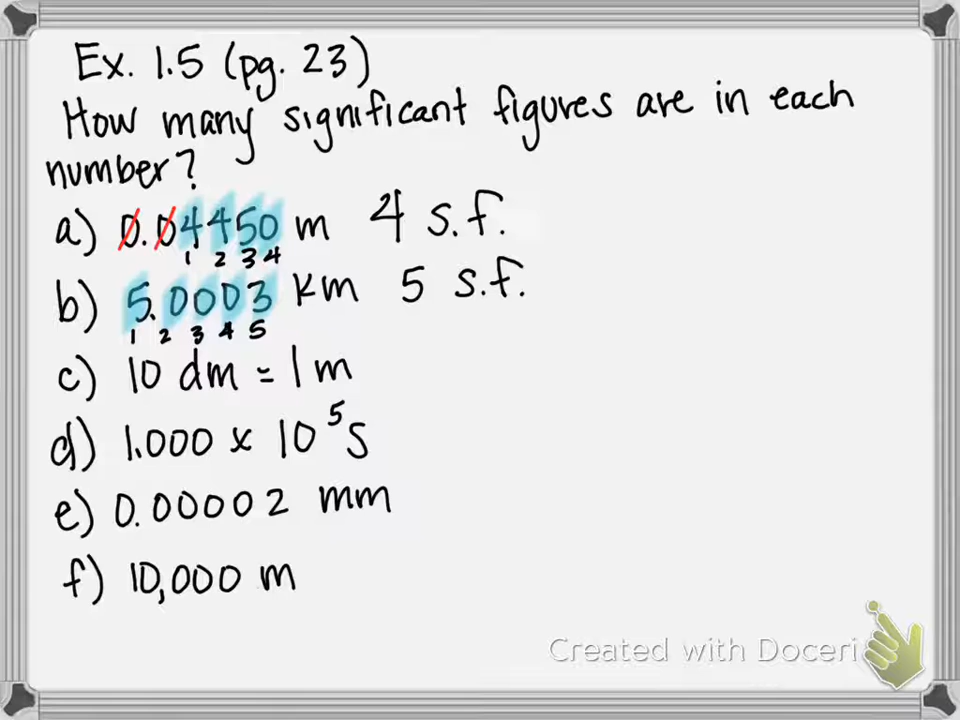 Ex. 1.5 (pg. 23)
How many significant figures are in each
number?
a) 0.04450 m 4 s.f.
1 2 3 4
b) 5.0003 km 5 s.f.
1 2 3 4 5
c) 10 dm = 1 m
d) 1.000 x 10⁵ s
e) 0.00002 mm
f) 10,000 m
Created with Doceri